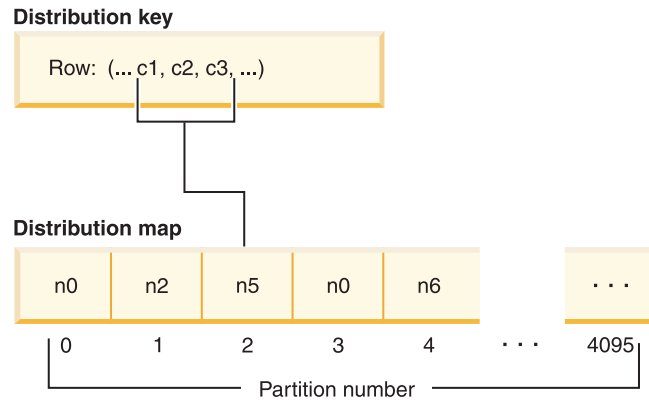 Distribution key
Row: (... c1, c2, c3, ...)
Distribution map
n0 n2 n5 n0 n6 . . .
0 1 2 3 4 . . . 4095
Partition number